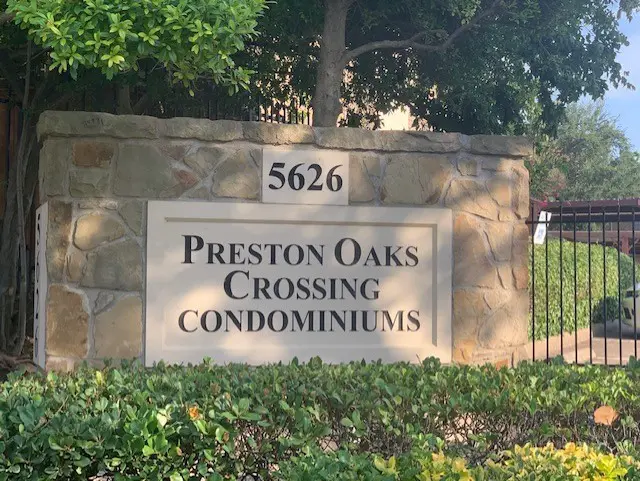 5626
PRESTON OAKS
CROSSING
CONDOMINIUMS